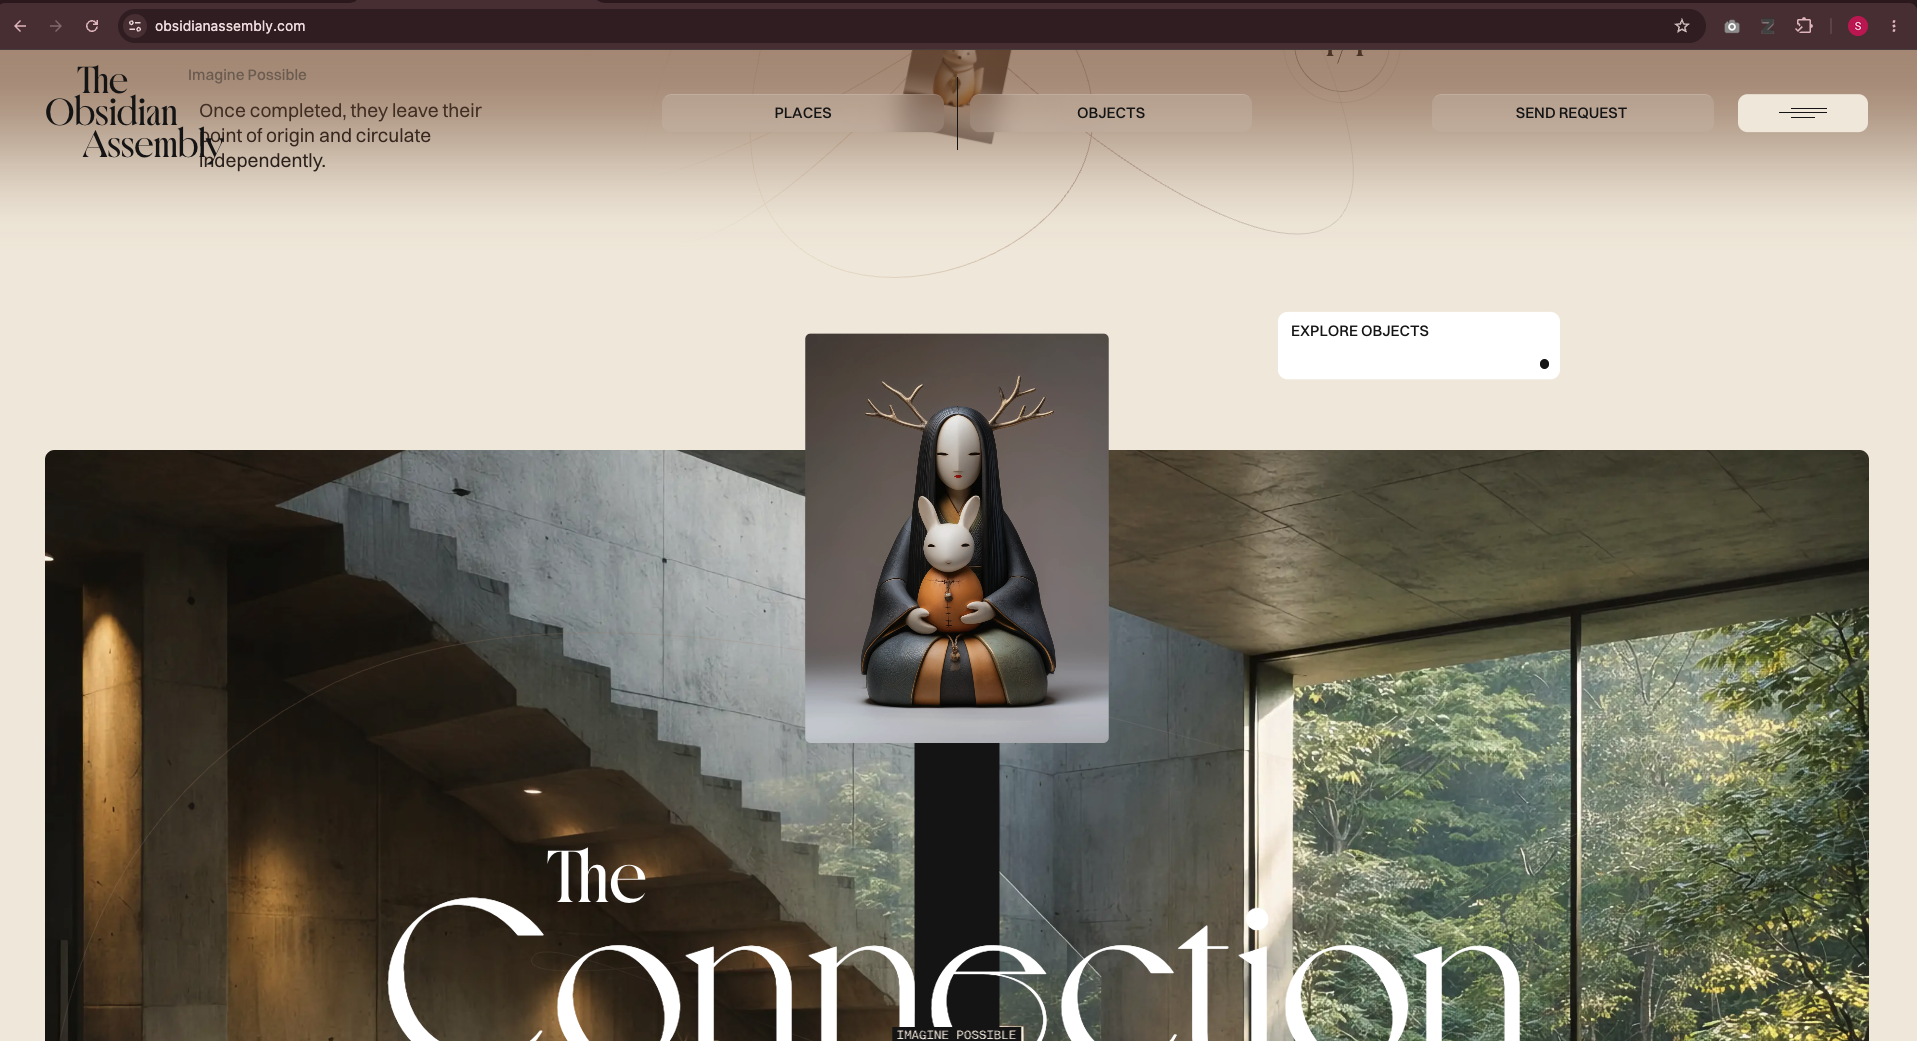 obsidianassembly.com
S
The
Obsidian
Assembly
Imagine Possible
Once completed, they leave their
point of origin and circulate
independently.
PLACES
OBJECTS
SEND REQUEST
EXPLORE OBJECTS
The
Connection
IMAGINE POSSIBLE